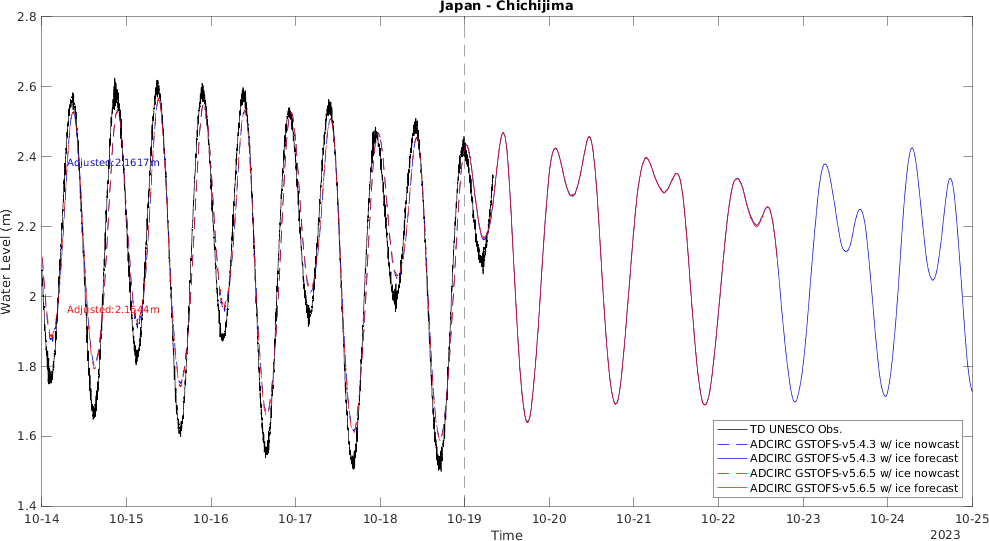 Japan - Chichijima
Water Level (m)
2.8
2.6
2.4
2.2
2
1.8
1.6
1.4
Adjusted:2.1617m
Adjusted:2.1544m
TD UNESCO Obs.
ADCIRC GSTOFS-v5.4.3 w/ ice nowcast
ADCIRC GSTOFS-v5.4.3 w/ ice forecast
ADCIRC GSTOFS-v5.6.5 w/ ice nowcast
ADCIRC GSTOFS-v5.6.5 w/ ice forecast
10-14 10-15 10-16 10-17 10-18 10-19 10-20 10-21 10-22 10-23 10-24 10-25
Time
2023